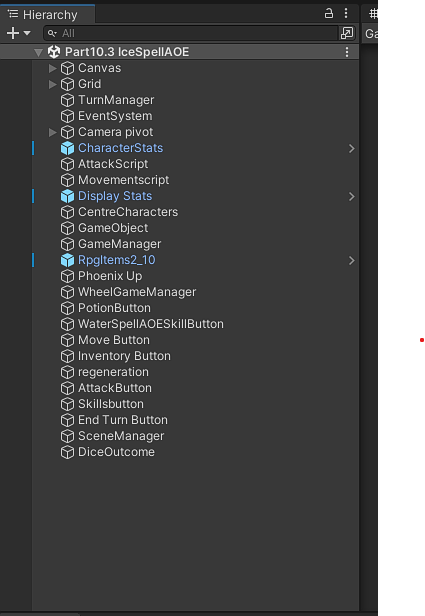 Hierarchy
All
Part10.3 IceSpellAOE
Canvas
Grid
TurnManager
EventSystem
Camera pivot
CharacterStats
AttackScript
Movementscript
Display Stats
CentreCharacters
GameObject
GameManager
RpgItems2_10
Phoenix Up
WheelGameManager
PotionButton
WaterSpellAOESkillButton
Move Button
Inventory Button
regeneration
AttackButton
Skillsbutton
End Turn Button
SceneManager
DiceOutcome